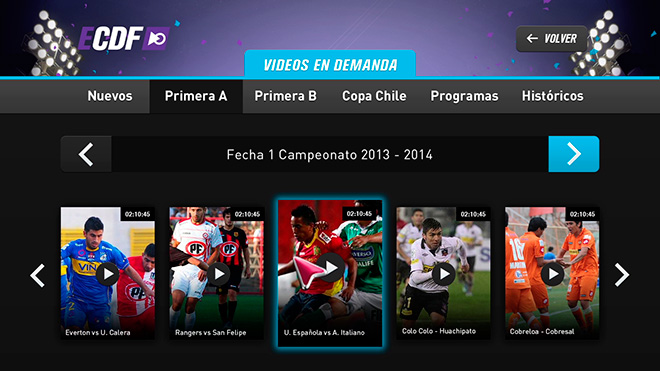 ECDF
VOLVER
VIDEOS EN DEMANDA
Nuevos Primera A Primera B Copa Chile Programas Históricos
Fecha 1 Campeonato 2013 - 2014
02:10:45 02:10:45 02:10:45 02:10:45 02:10:45
Everton vs U. Calera Rangers vs San Felipe U. Española vs A. Italiano Colo Colo - Huachipato Cobreloa - Cobresal